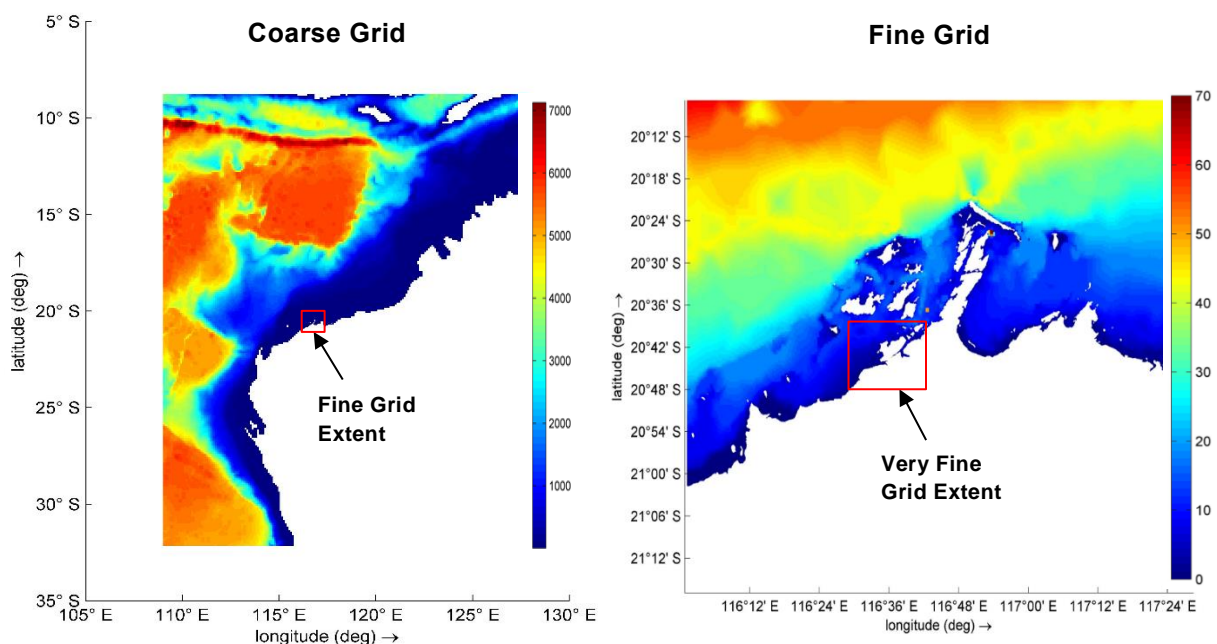 Coarse Grid
5° S
10° S
15° S
20° S
25° S
30° S
35° S
latitude (deg) →
105° E 110° E 115° E 120° E 125° E 130° E
longitude (deg) →
7000
6000
5000
4000
3000
2000
1000
Fine Grid
Extent
Fine Grid
20°12' S
20°18' S
20°24' S
20°30' S
20°36' S
20°42' S
20°48' S
20°54' S
21°00' S
21°06' S
21°12' S
latitude (deg) →
116°12' E 116°24' E 116°36' E 116°48' E 117°00' E 117°12' E 117°24' E
longitude (deg) →
70
60
50
40
30
20
10
0
Very Fine
Grid Extent